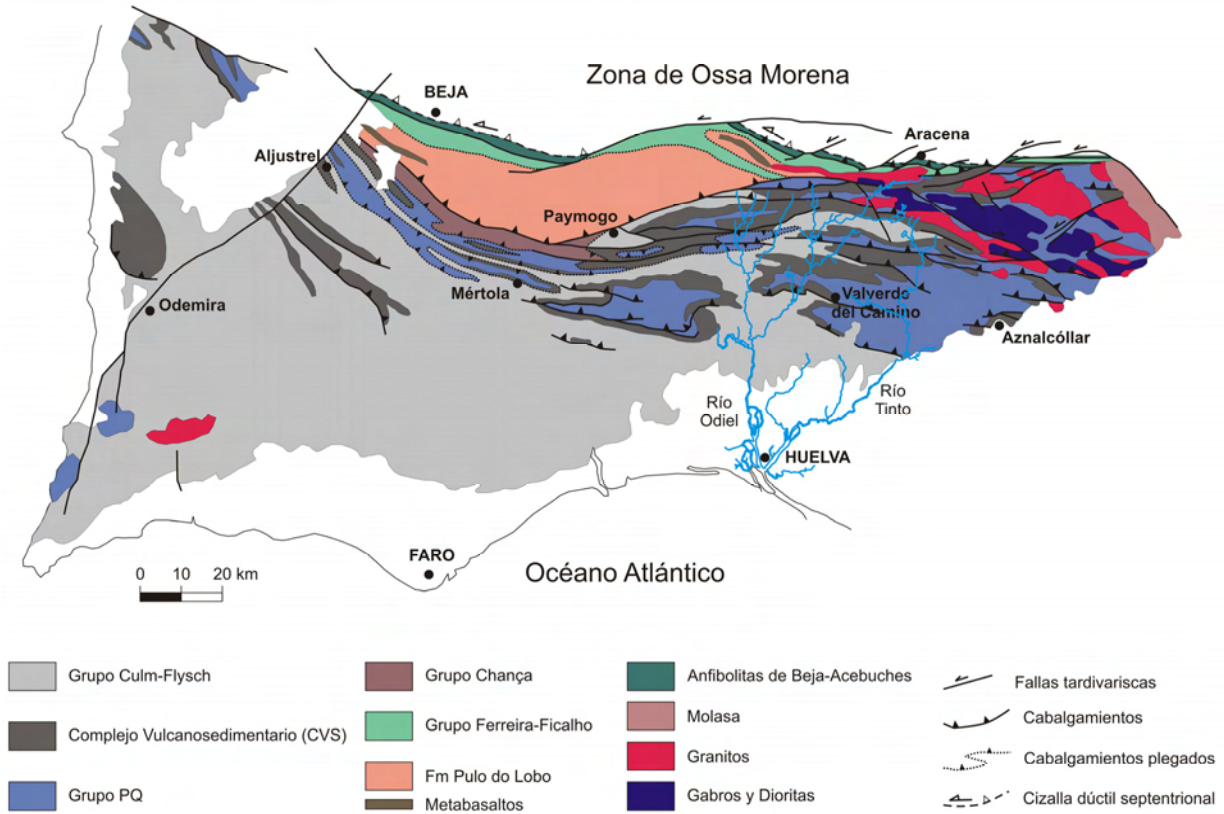 Zona de Ossa Morena
BEJA
Aracena
Aljustrel
Paymogo
Mértola
Valverde
del Camino
Odemira
Aznalcóllar
Río
Odiel
Río
Tinto
HUELVA
FARO
0 10 20 km
Océano Atlántico
Grupo Culm-Flysch
Complejo Vulcanosedimentario (CVS)
Grupo PQ
Grupo Chança
Grupo Ferreira-Ficalho
Fm Pulo do Lobo
Metabasaltos
Anfibolitas de Beja-Acebuches
Molasa
Granitos
Gabros y Dioritas
Fallas tardivariscas
Cabalgamientos
Cabalgamientos plegados
Cizalla dúctil septentrional